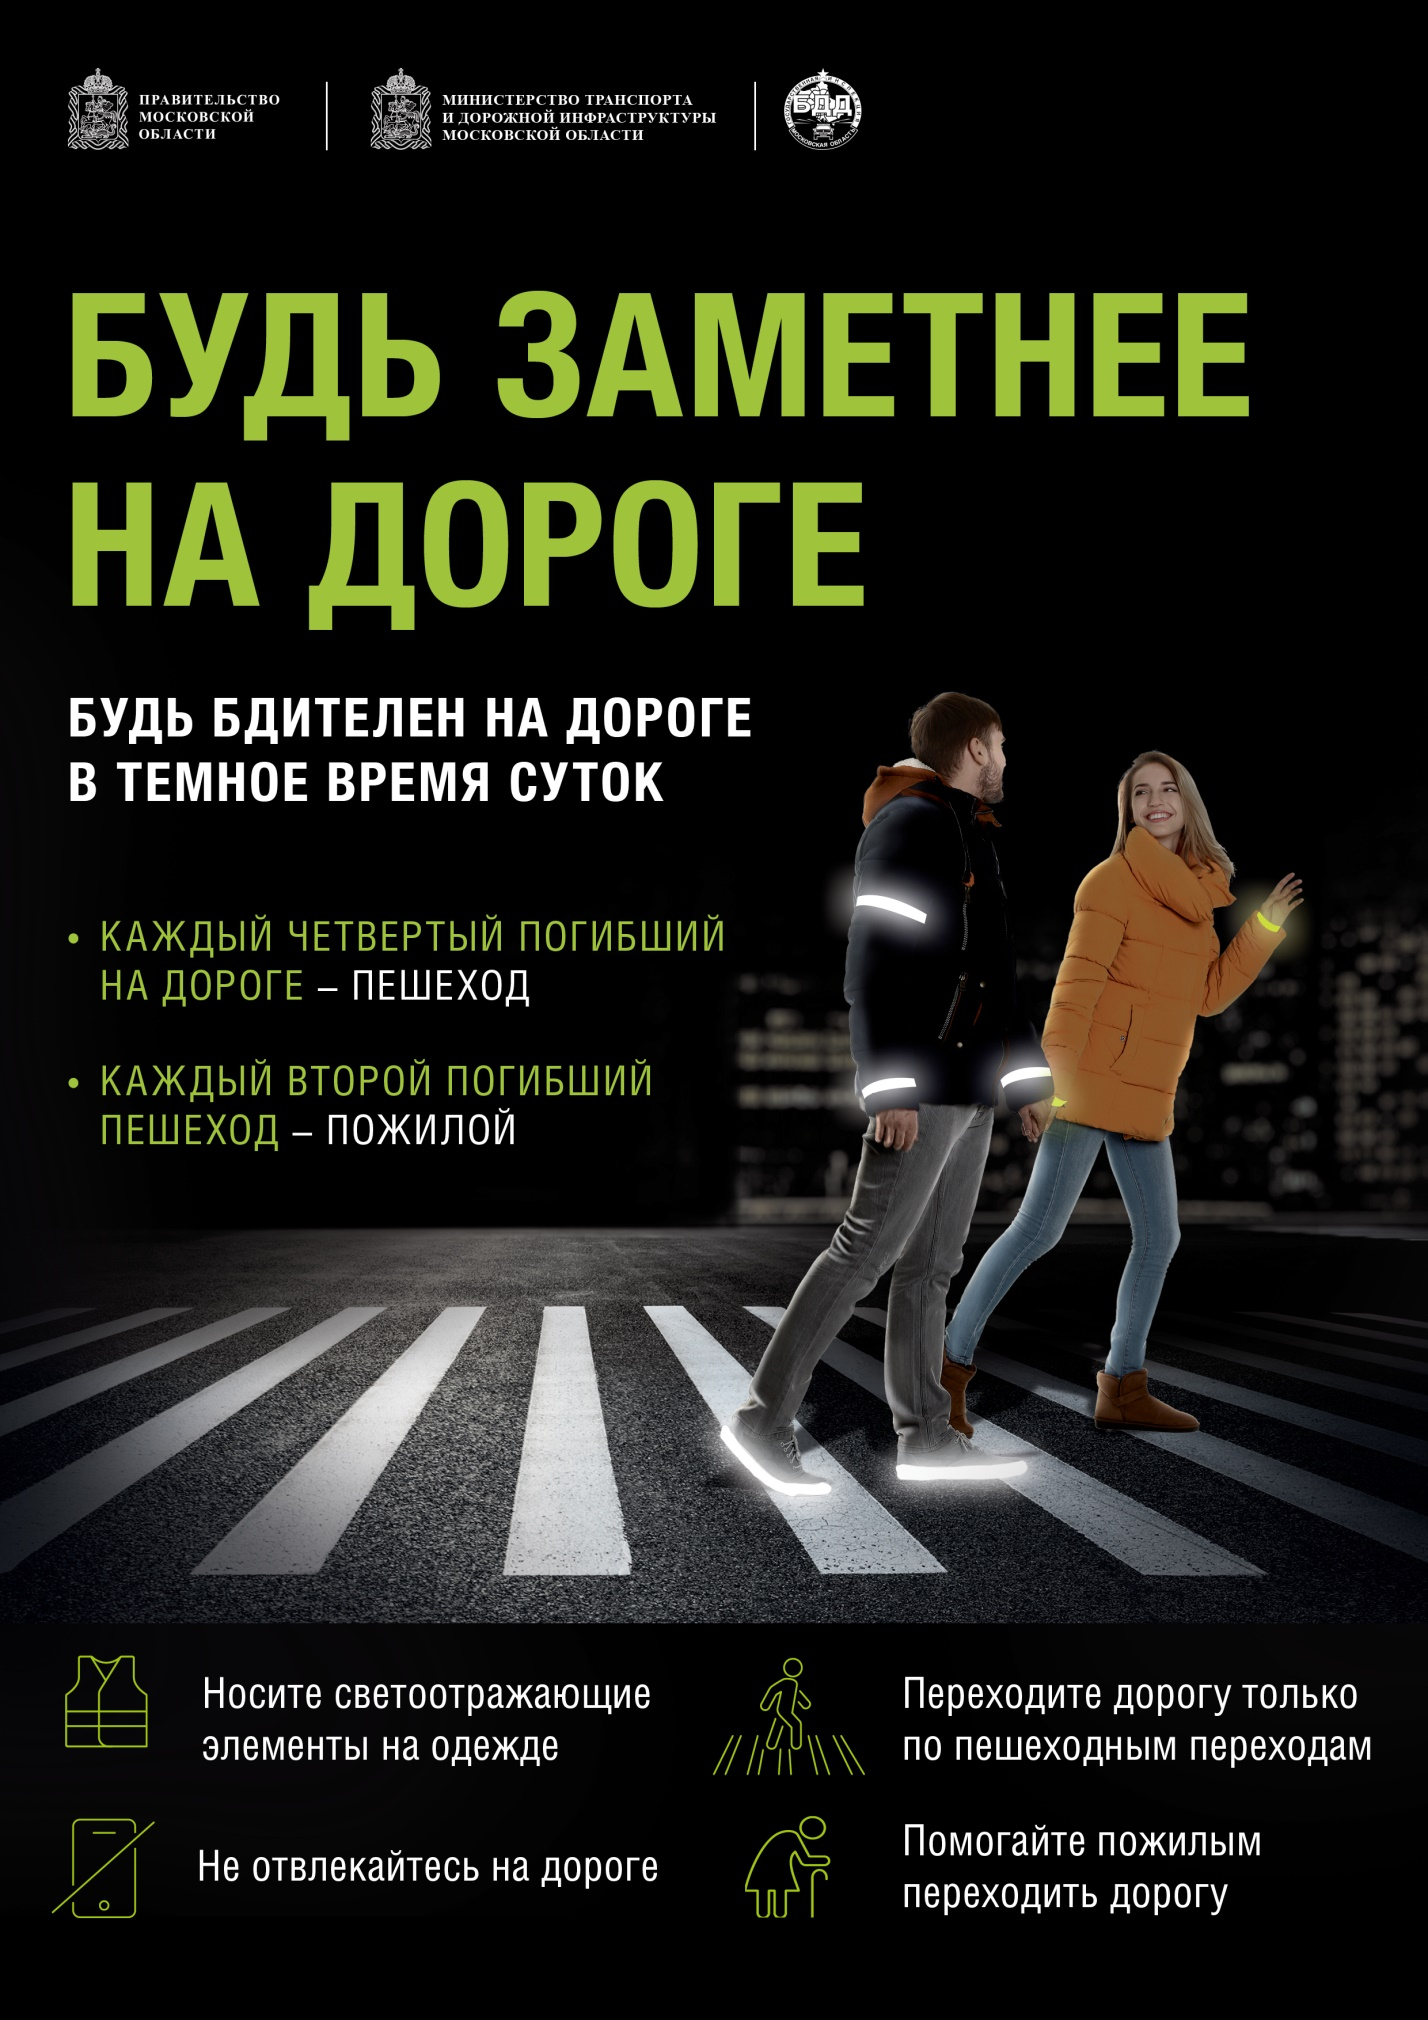 ПРАВИТЕЛЬСТВО
МОСКОВСКОЙ
ОБЛАСТИ
МИНИСТЕРСТВО ТРАНСПОРТА
И ДОРОЖНОЙ ИНФРАСТРУКТУРЫ
МОСКОВСКОЙ ОБЛАСТИ
БДД
МОСКОВСКАЯ ОБЛАСТЬ
БУДЬ ЗАМЕТНЕЕ
НА ДОРОГЕ
БУДЬ БДИТЕЛЕН НА ДОРОГЕ
В ТЕМНОЕ ВРЕМЯ СУТОК
• КАЖДЫЙ ЧЕТВЕРТЫЙ ПОГИБШИЙ
НА ДОРОГЕ – ПЕШЕХОД
• КАЖДЫЙ ВТОРОЙ ПОГИБШИЙ
ПЕШЕХОД – ПОЖИЛОЙ
Носите светоотражающие
элементы на одежде
Переходите дорогу только
по пешеходным переходам
Не отвлекайтесь на дороге
Помогайте пожилым
переходить дорогу